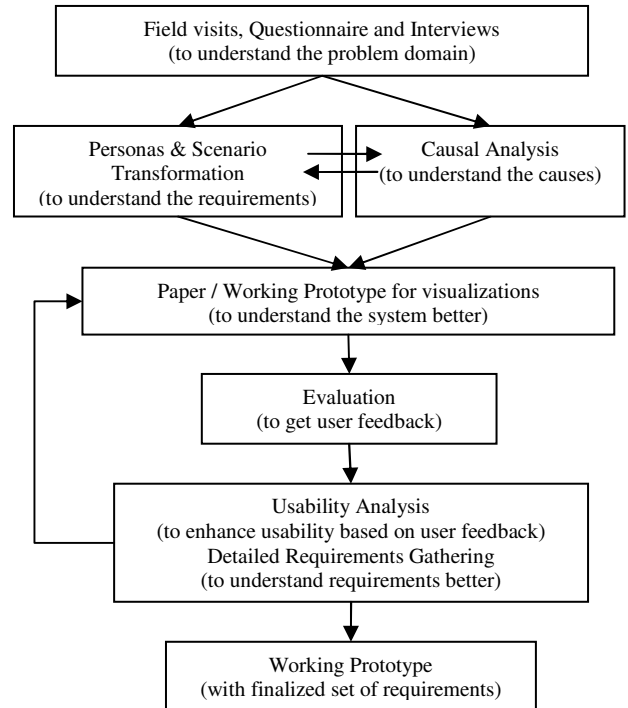 Field visits, Questionnaire and Interviews
(to understand the problem domain)
Personas & Scenario
Transformation
(to understand the requirements)
Causal Analysis
(to understand the causes)
Paper / Working Prototype for visualizations
(to understand the system better)
Evaluation
(to get user feedback)
Usability Analysis
(to enhance usability based on user feedback)
Detailed Requirements Gathering
(to understand requirements better)
Working Prototype
(with finalized set of requirements)